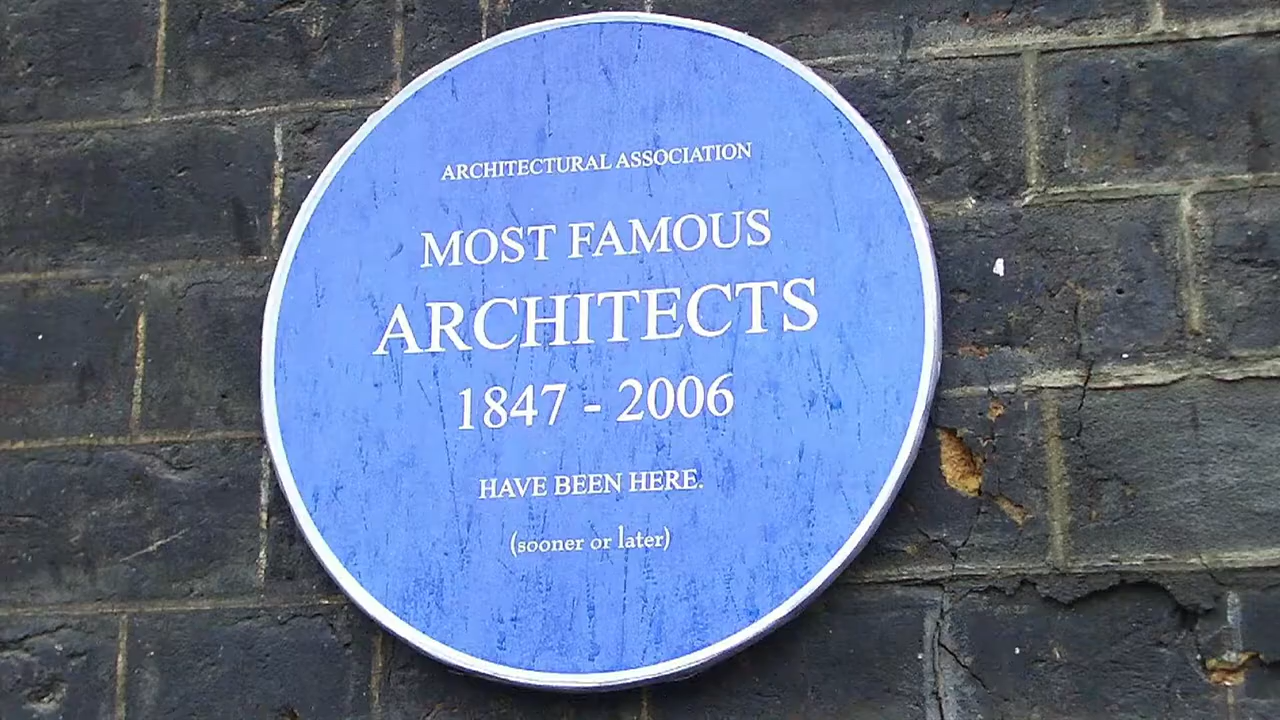 ARCHITECTURAL ASSOCIATION
MOST FAMOUS
ARCHITECTS
1847 - 2006
HAVE BEEN HERE.
(sooner or later)